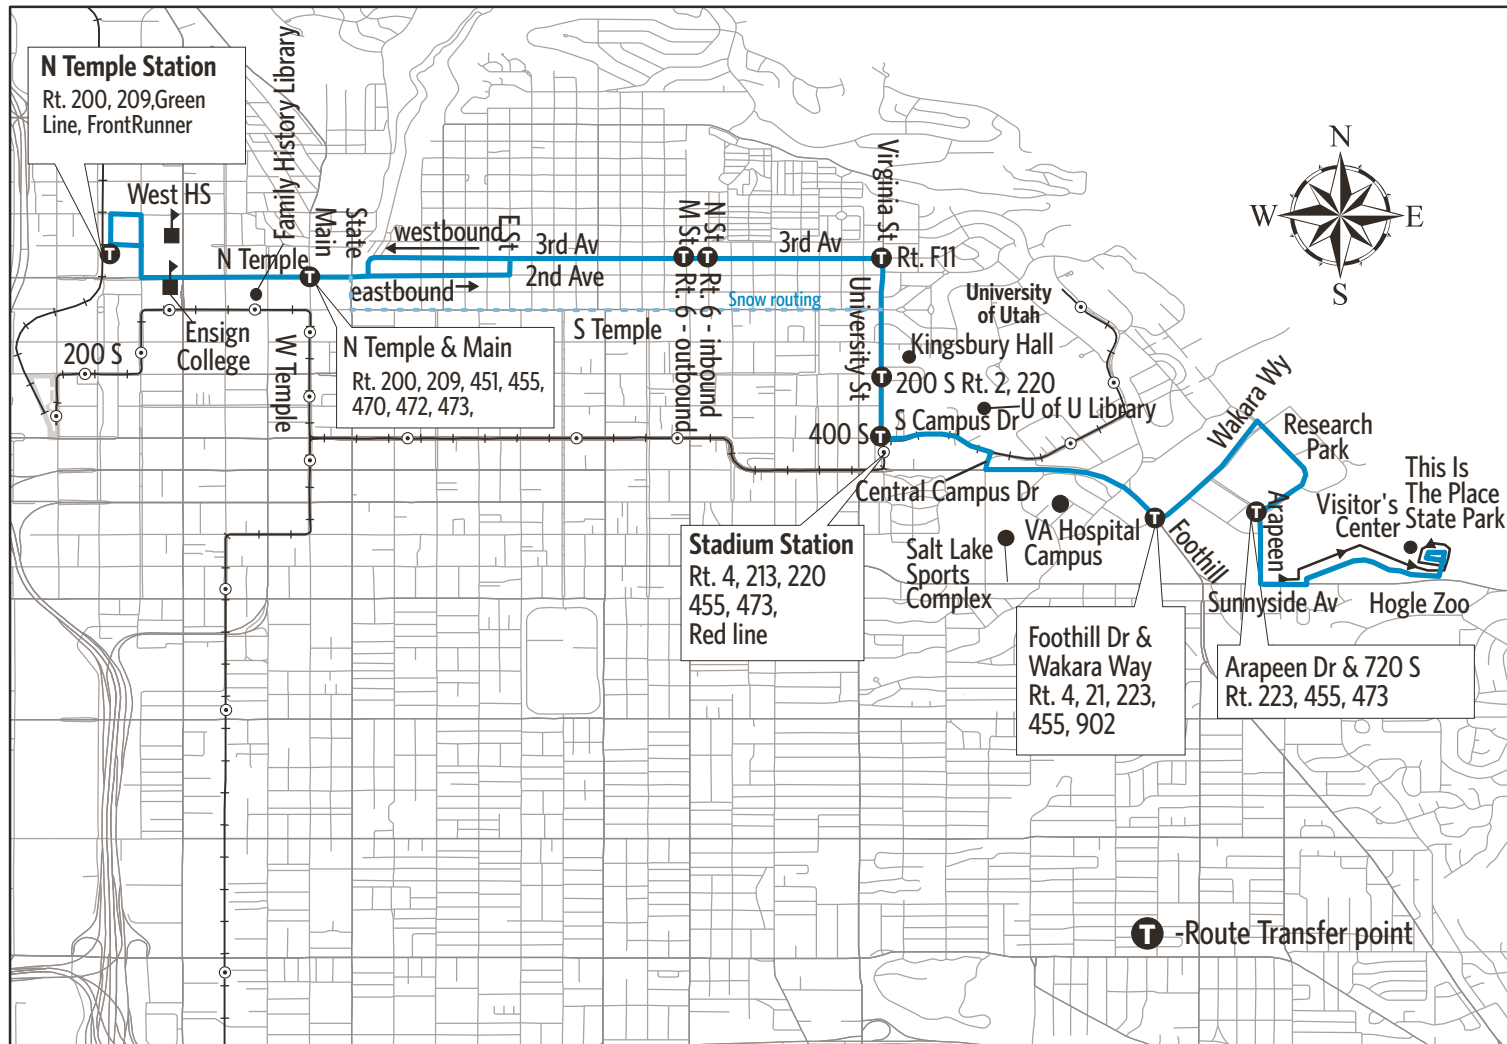 N Temple Station
Rt. 200, 209,Green
Line, FrontRunner
West HS
Family History Library
N Temple
Main
State
westbound
eastbound
E St
3rd Av
2nd Ave
M St
N St
Rt. 6 - outbound
Rt. 6 - inbound
3rd Av
Virginia St
Rt. F11
Snow routing
S Temple
University St
University
of Utah
Kingsbury Hall
200 S Rt. 2, 220
U of U Library
S Campus Dr
400 S
Central Campus Dr
Ensign
College
200 S
W Temple
N Temple & Main
Rt. 200, 209, 451, 455,
470, 472, 473,
Stadium Station
Rt. 4, 213, 220
455, 473,
Red line
Salt Lake
Sports
Complex
VA Hospital
Campus
Foothill
Wakara Wy
Research
Park
Arapeen
Visitor's
Center
This Is
The Place
State Park
Sunnyside Av
Hogle Zoo
Foothill Dr &
Wakara Way
Rt. 4, 21, 223,
455, 902
Arapeen Dr & 720 S
Rt. 223, 455, 473
N
W
E
S
T
T
T
T
T
T
T
T
T
T -Route Transfer point